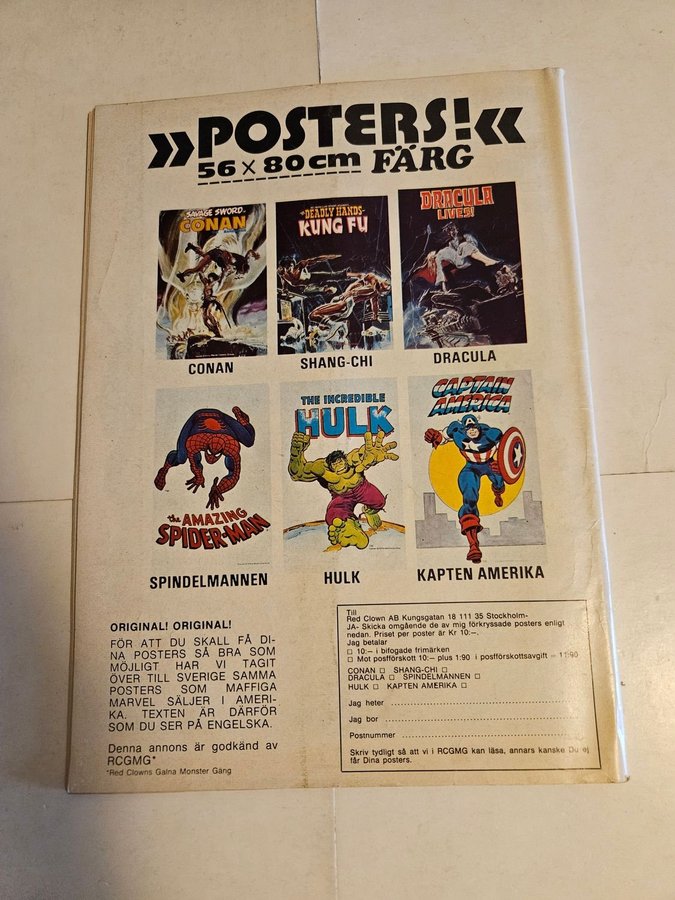 »POSTERS!«
56 x 80cm FÄRG
SAVAGE SWORD OF
CONAN
DEADLY HANDS OF
KUNG FU
DRACULA
LIVES!
CONAN
SHANG-CHI
DRACULA
the AMAZING
SPIDER-MAN
THE INCREDIBLE
HULK
CAPTAIN
AMERICA
SPINDELMANNEN
HULK
KAPTEN AMERIKA
ORIGINAL! ORIGINAL!
FÖR ATT DU SKALL FÅ DI-
NA POSTERS SÅ BRA SOM
MÖJLIGT HAR VI TAGIT
ÖVER TILL SVERIGE SAMMA
POSTERS SOM MAFFIGA
MARVEL SÄLJER I AMERI-
KA. TEXTEN ÄR DÄRFÖR
SOM DU SER PÅ ENGELSKA.
Denna annons är godkänd av
RCGMG*
*Red Clowns Galna Monster Gäng
Till
Red Clown AB Kungsgatan 18 111 35 Stockholm-
JA- Skicka omgående de av mig förkryssade posters enligt
nedan. Priset per poster är Kr 10:–.
Jag betalar
□ 10:– i bifogade frimärken
□ Mot postförskott 10:– plus 1:90 i postförskottsavgift = 11:90
CONAN □ SHANG-CHI □
DRACULA □ SPINDELMANNEN □
HULK □ KAPTEN AMERIKA □
Jag heter
Jag bor
Postnummer
Skriv tydligt så att vi i RCGMG kan läsa, annars kanske Du ej
får Dina posters.